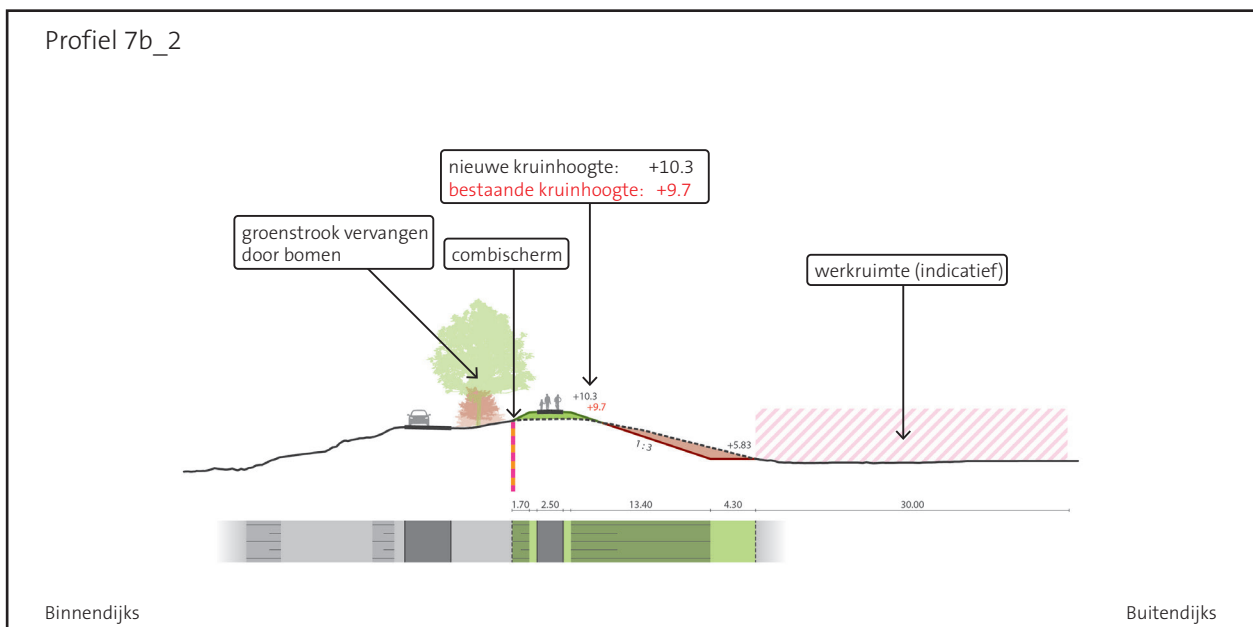 Profiel 7b_2
nieuwe kruinhoogte: +10.3
bestaande kruinhoogte: +9.7
groenstrook vervangen
door bomen
combischerm
werkruimte (indicatief)
+10.3
+9.7
1 : 3
+5.83
1.70 2.50 13.40 4.30 30.00
Binnendijks Buitendijks